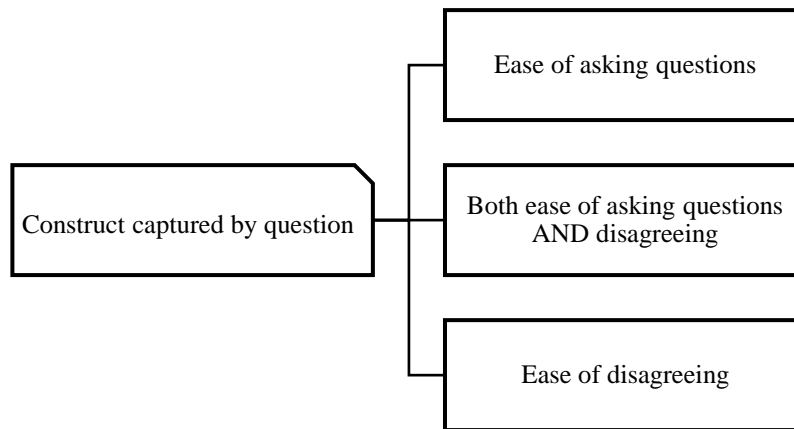 Ease of asking questions
Construct captured by question
Both ease of asking questions
AND disagreeing
Ease of disagreeing